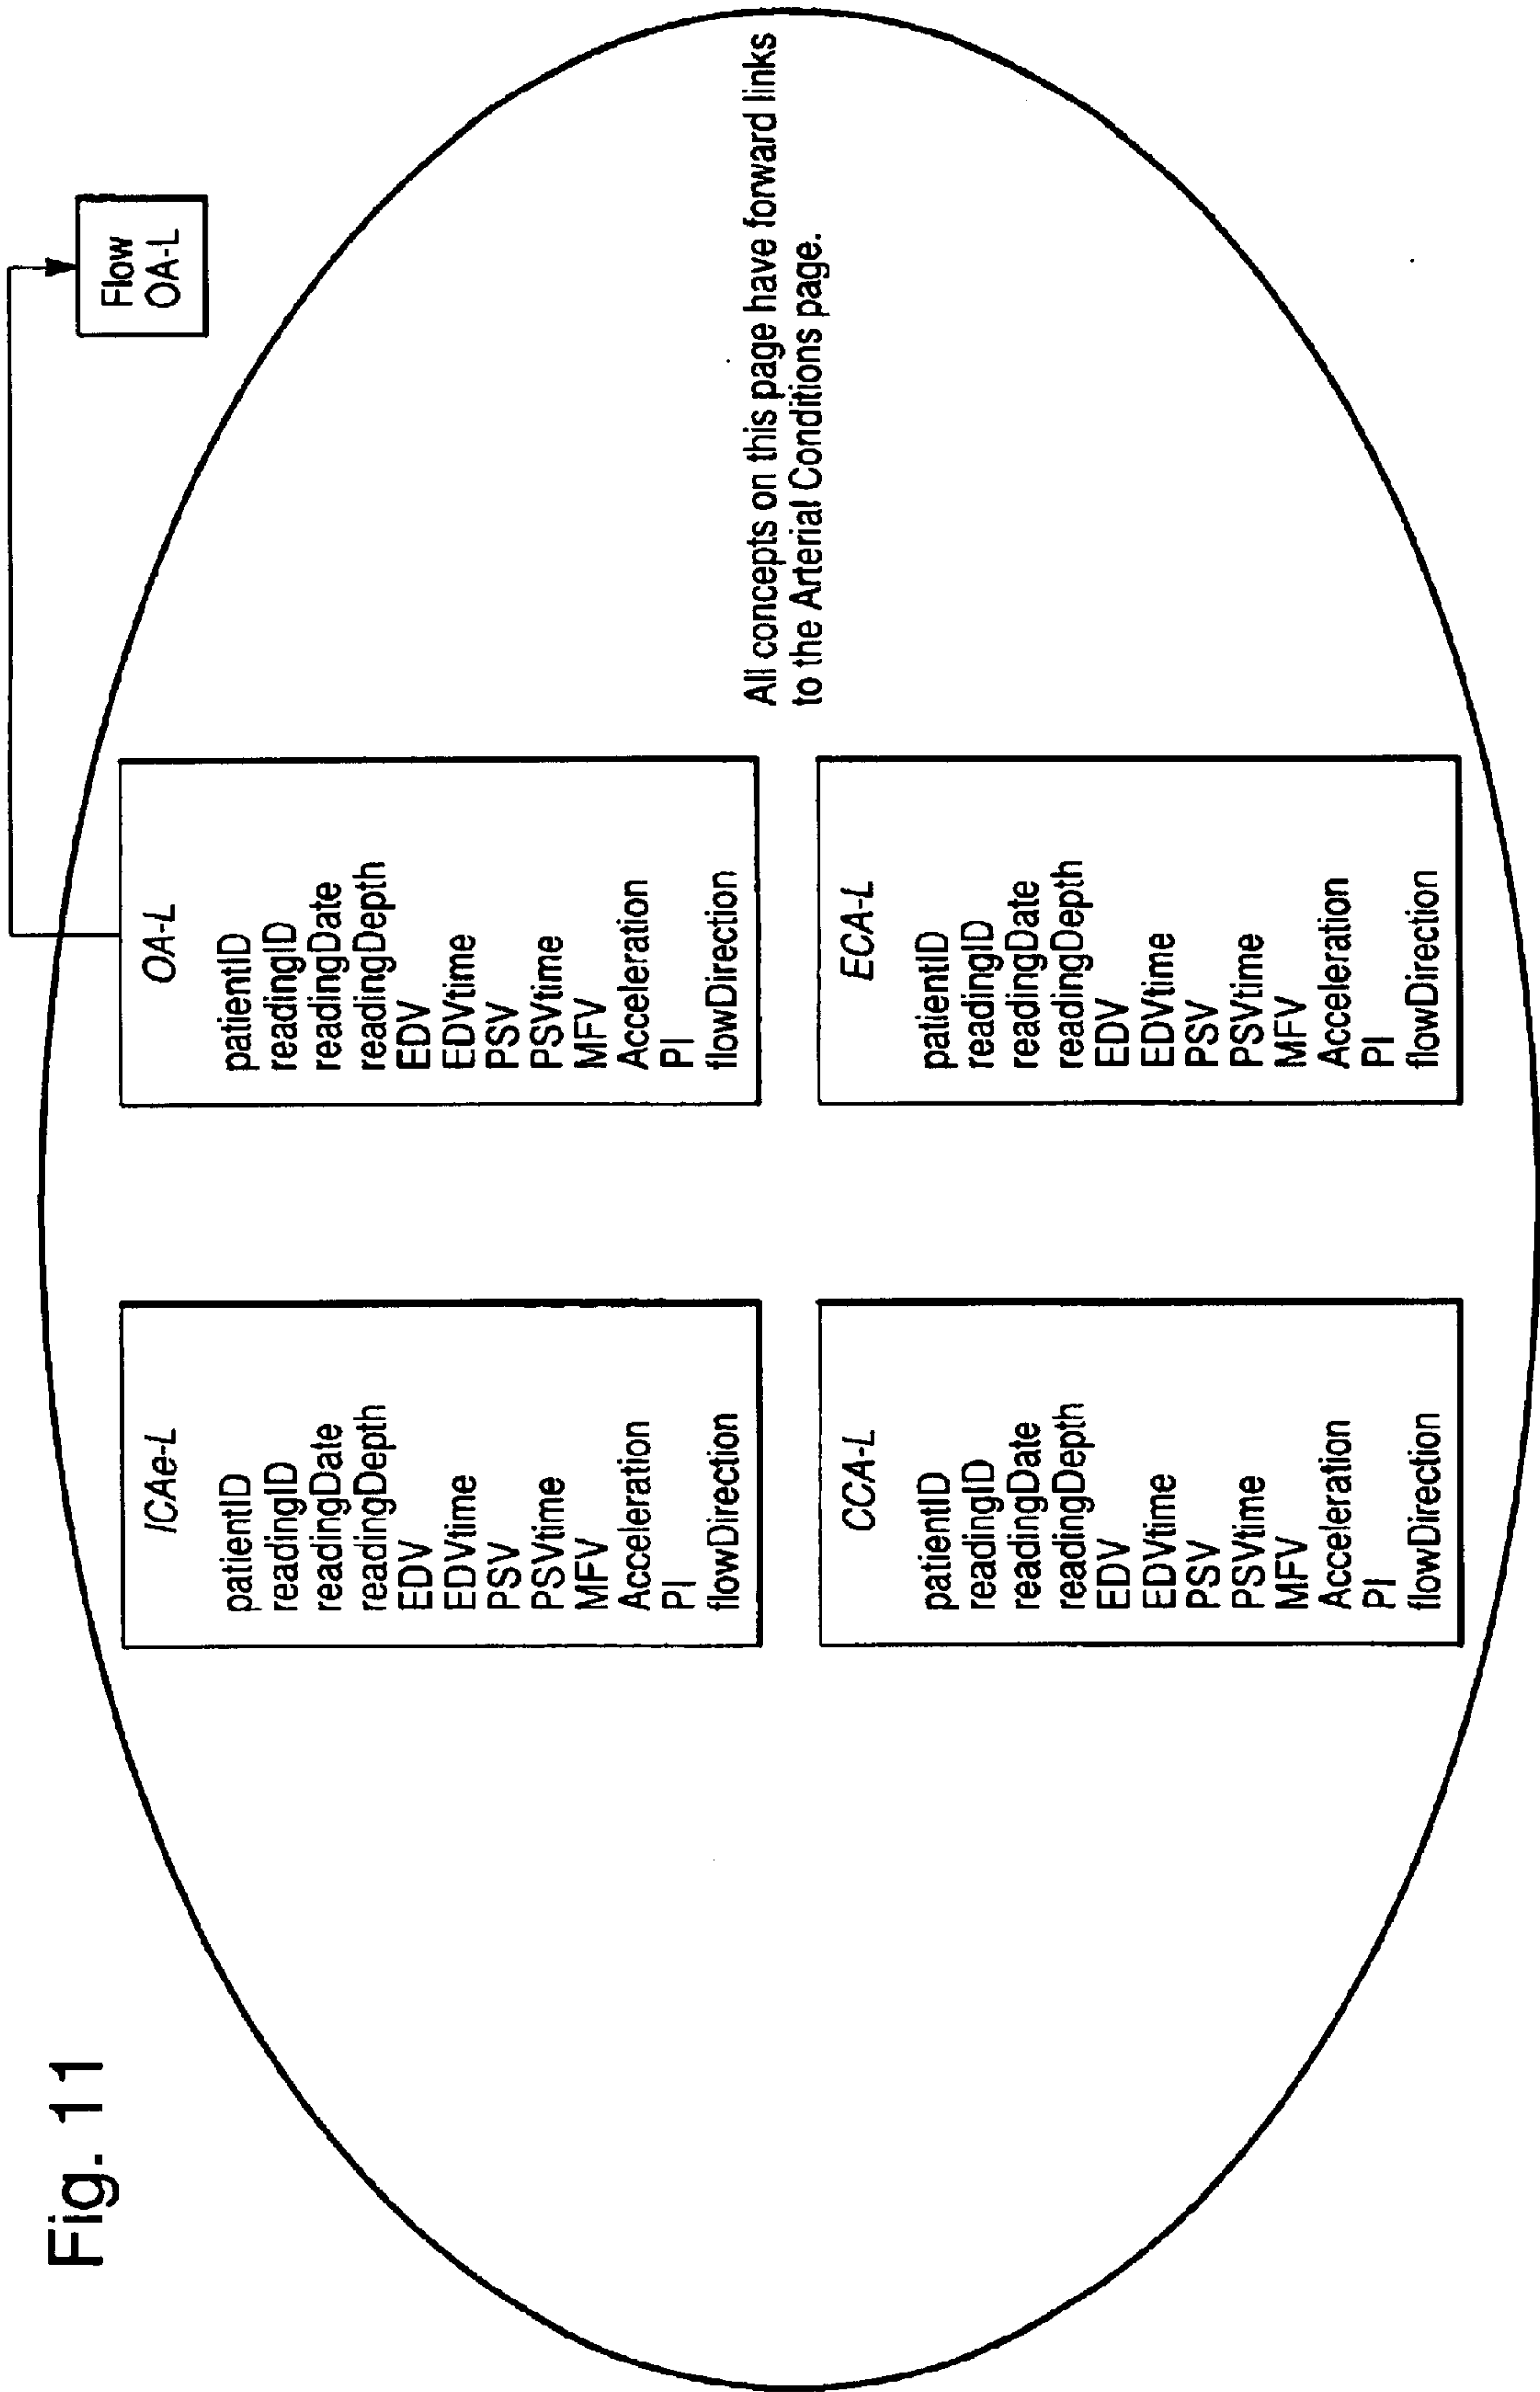 Fig. 11
Flow
OA-L
ICAe-L
patientID
readingID
readingDate
readingDepth
EDV
EDVtime
PSV
PSVtime
MFV
Acceleration
PI
flowDirection
OA-L
patientID
readingID
readingDate
readingDepth
EDV
EDVtime
PSV
PSVtime
MFV
Acceleration
PI
flowDirection
CCA-L
patientID
readingID
readingDate
readingDepth
EDV
EDVtime
PSV
PSVtime
MFV
Acceleration
PI
flowDirection
ECA-L
patientID
readingID
readingDate
readingDepth
EDV
EDVtime
PSV
PSVtime
MFV
Acceleration
PI
flowDirection
All concepts on this page have forward links
to the Arterial Conditions page.